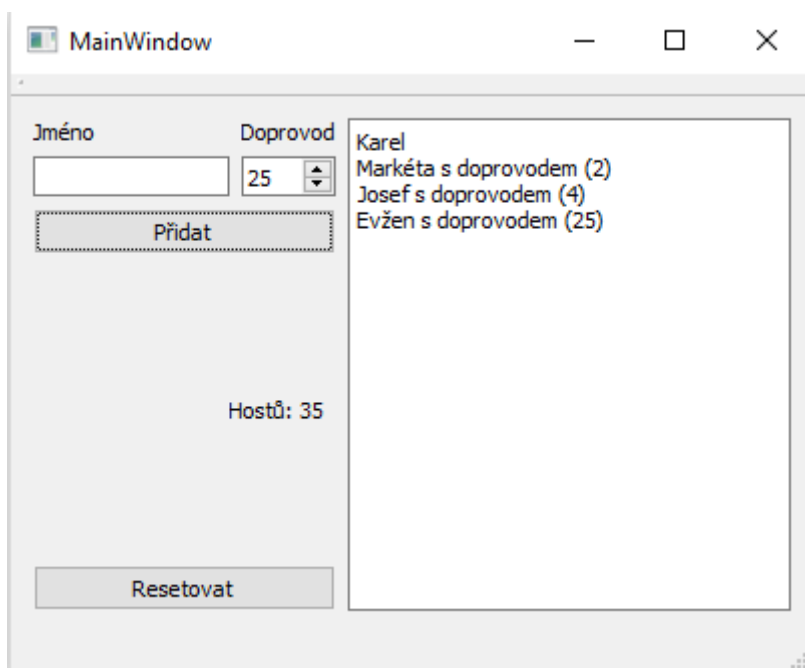 MainWindow
Jméno Doprovod
25
Přidat
Hostů: 35
Resetovat
Karel
Markéta s doprovodem (2)
Josef s doprovodem (4)
Evžen s doprovodem (25)